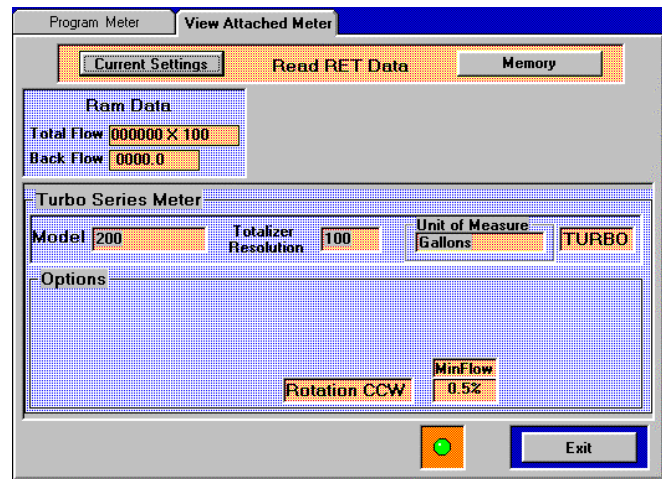 Program Meter View Attached Meter
Current Settings Read RET Data Memory
Ram Data
Total Flow 000000 X 100
Back Flow 0000.0
Turbo Series Meter
Model 200 Totalizer Resolution 100 Unit of Measure Gallons TURBO
Options
Rotation CCW MinFlow 0.5%
Exit